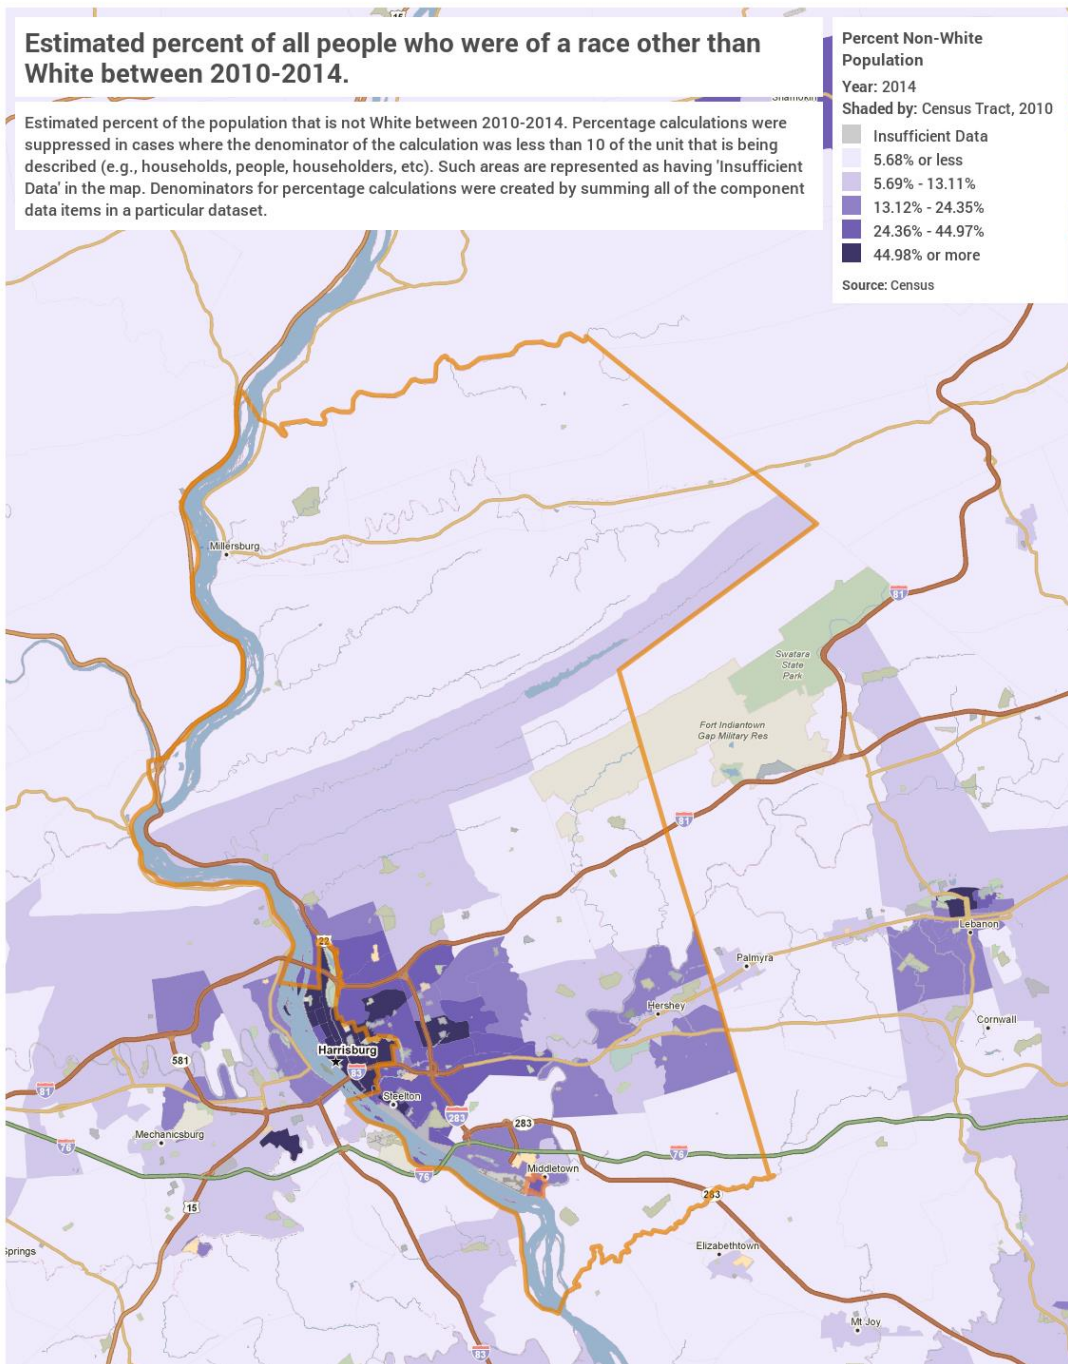 15
Estimated percent of all people who were of a race other than
White between 2010-2014.
Estimated percent of the population that is not White between 2010-2014. Percentage calculations were
suppressed in cases where the denominator of the calculation was less than 10 of the unit that is being
described (e.g., households, people, householders, etc). Such areas are represented as having 'Insufficient
Data' in the map. Denominators for percentage calculations were created by summing all of the component
data items in a particular dataset.
Percent Non-White
Population
Year: 2014
Shaded by: Census Tract, 2010
Insufficient Data
5.68% or less
5.69% - 13.11%
13.12% - 24.35%
24.36% - 44.97%
44.98% or more
Source: Census
Shamokin
Millersburg
81
Swatara
State
Park
Fort Indiantown
Gap Military Res
81
22
Lebanon
Palmyra
Hershey
Cornwall
Harrisburg
581
83
81
Steelton
283
283
Mechanicsburg
76
76
76
Middletown
283
15
Springs
Elizabethtown
Mt Joy
83